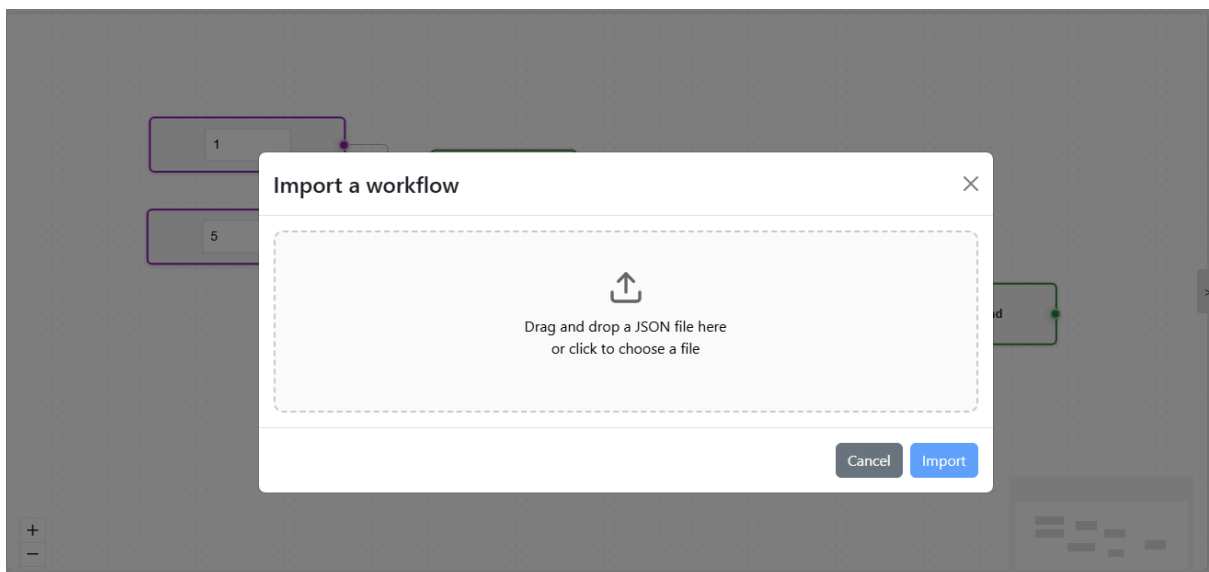 1
Import a workflow
5
Drag and drop a JSON file here
or click to choose a file
Cancel
Import
+
−
>